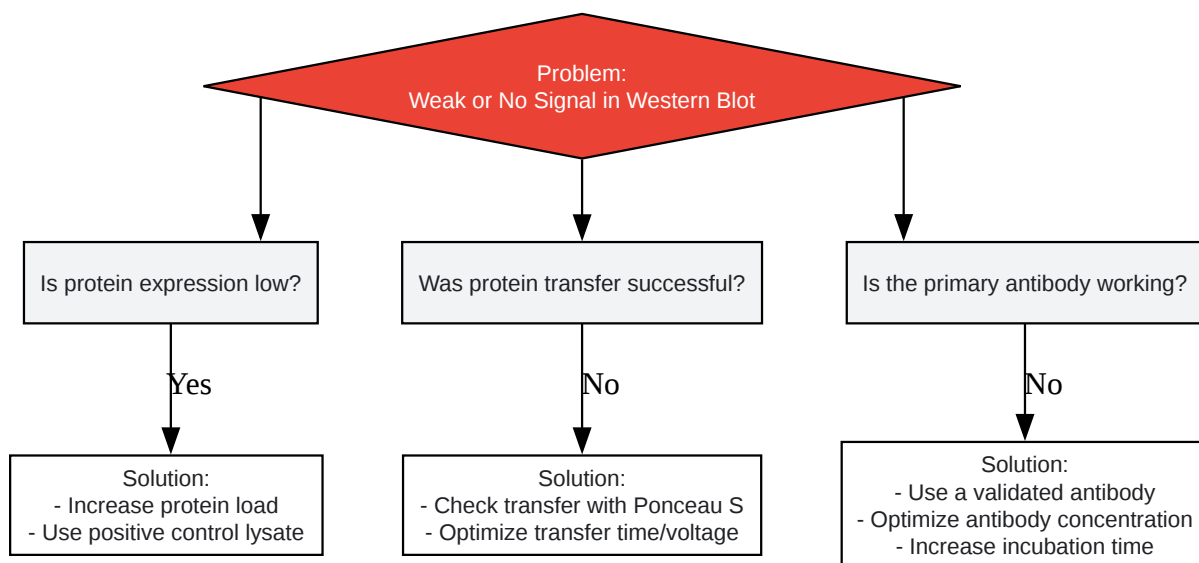 Problem:
Weak or No Signal in Western Blot
Is protein expression low?
Was protein transfer successful?
Is the primary antibody working?
Yes
No
No
Solution:
- Increase protein load
- Use positive control lysate
Solution:
- Check transfer with Ponceau S
- Optimize transfer time/voltage
Solution:
- Use a validated antibody
- Optimize antibody concentration
- Increase incubation time